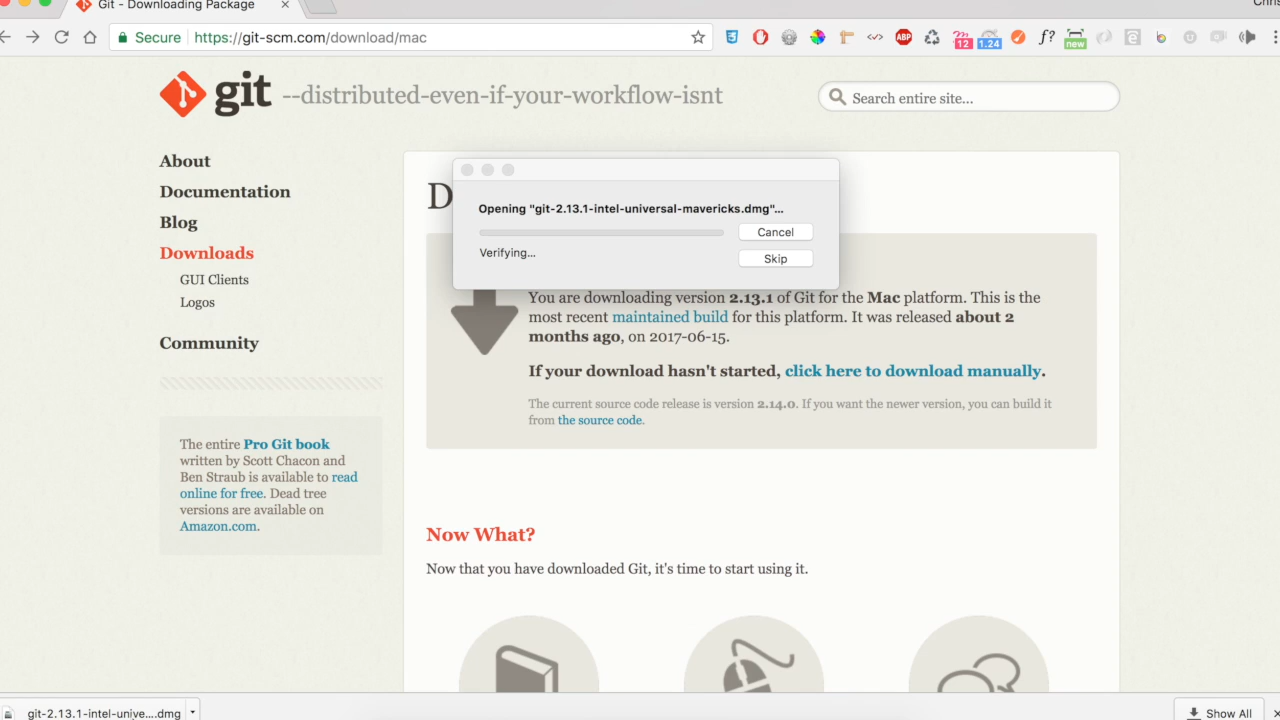 Git - Downloading Package
Chris
Secure
https://git-scm.com/download/mac
ABP
12
1.24
f?
new
git
--distributed-even-if-your-workflow-isnt
Search entire site...
About
Documentation
Blog
Downloads
GUI Clients
Logos
Community
The entire Pro Git book
written by Scott Chacon and
Ben Straub is available to read
online for free. Dead tree
versions are available on
Amazon.com.
D
Opening "git-2.13.1-intel-universal-mavericks.dmg"...
Cancel
Verifying...
Skip
You are downloading version 2.13.1 of Git for the Mac platform. This is the
most recent maintained build for this platform. It was released about 2
months ago, on 2017-06-15.
If your download hasn't started, click here to download manually.
The current source code release is version 2.14.0. If you want the newer version, you can build it
from the source code.
Now What?
Now that you have downloaded Git, it's time to start using it.
git-2.13.1-intel-unive....dmg
Show All